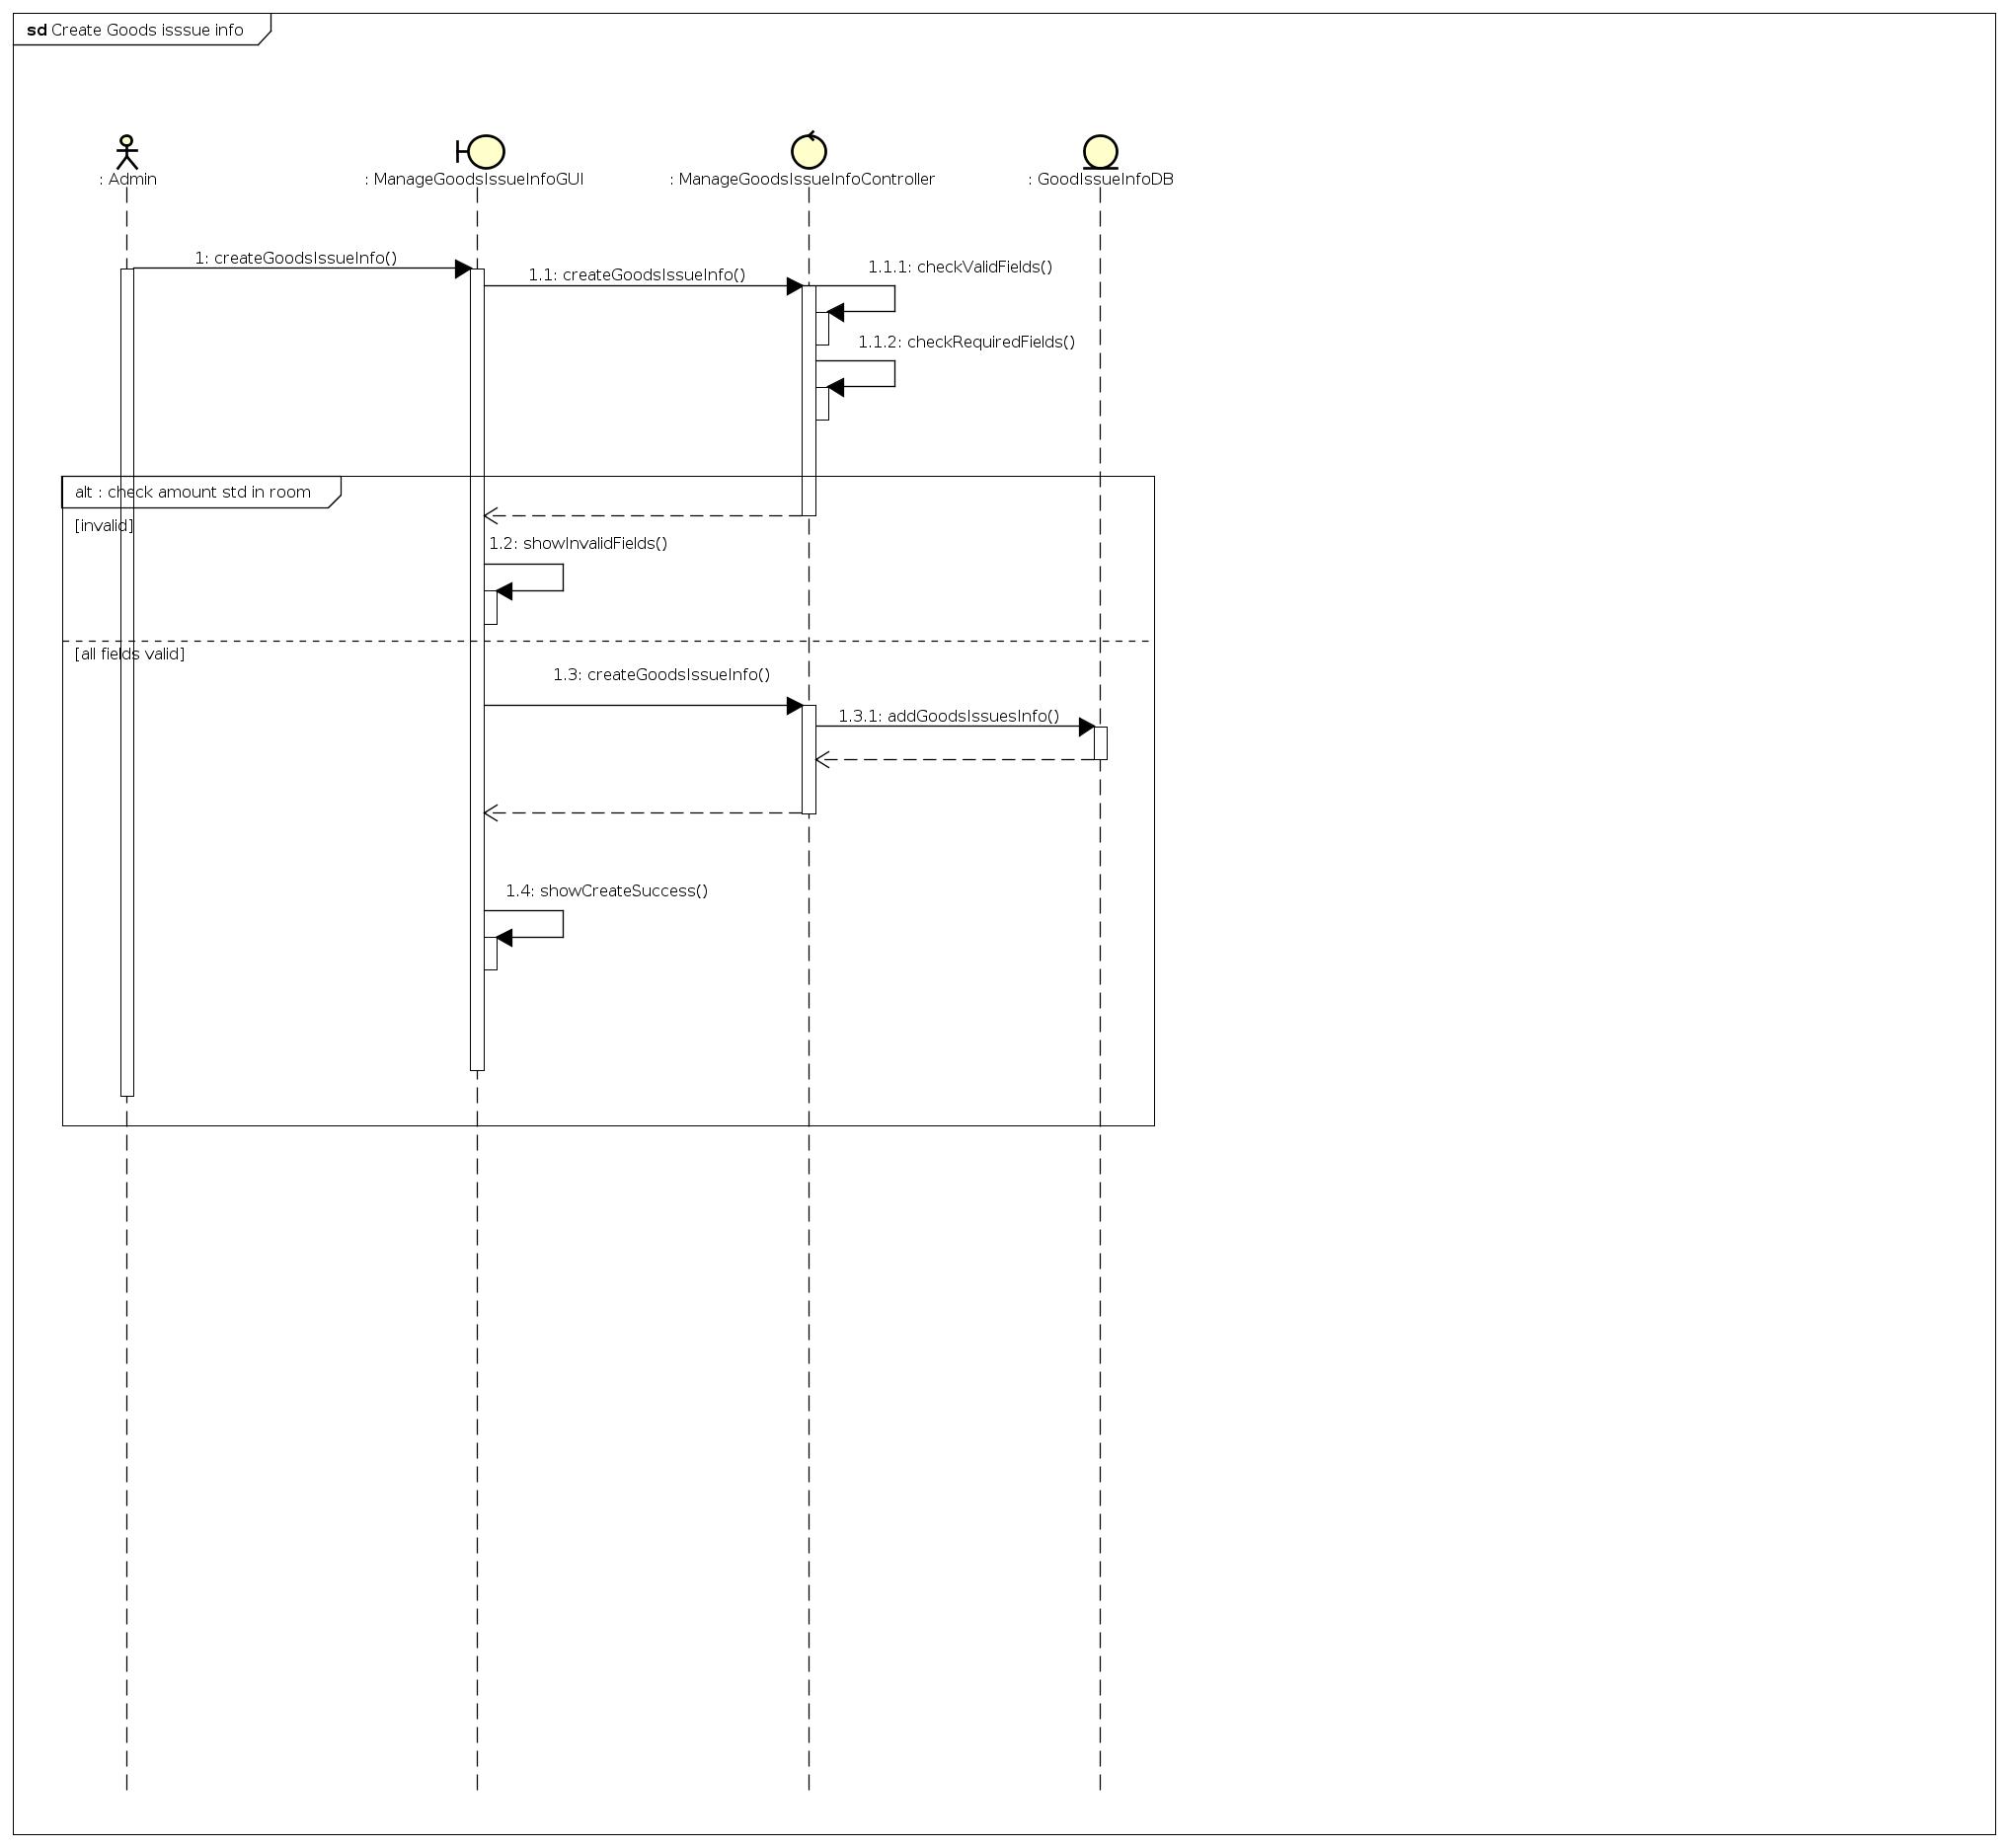 sd Create Goods isssue info
: Admin
: ManageGoodsIssueInfoGUI
: ManageGoodsIssueInfoController
: GoodIssueInfoDB
1: createGoodsIssueInfo()
1.1: createGoodsIssueInfo()
1.1.1: checkValidFields()
1.1.2: checkRequiredFields()
alt : check amount std in room
[invalid]
1.2: showInvalidFields()
[all fields valid]
1.3: createGoodsIssueInfo()
1.3.1: addGoodsIssuesInfo()
1.4: showCreateSuccess()